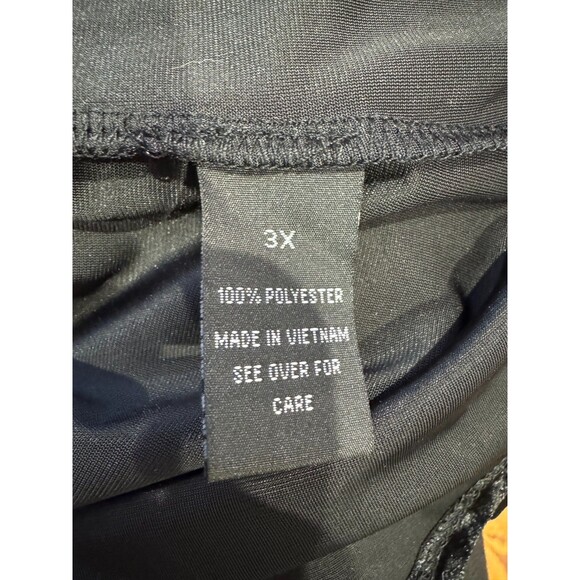 3X
100% POLYESTER
MADE IN VIETNAM
SEE OVER FOR
CARE